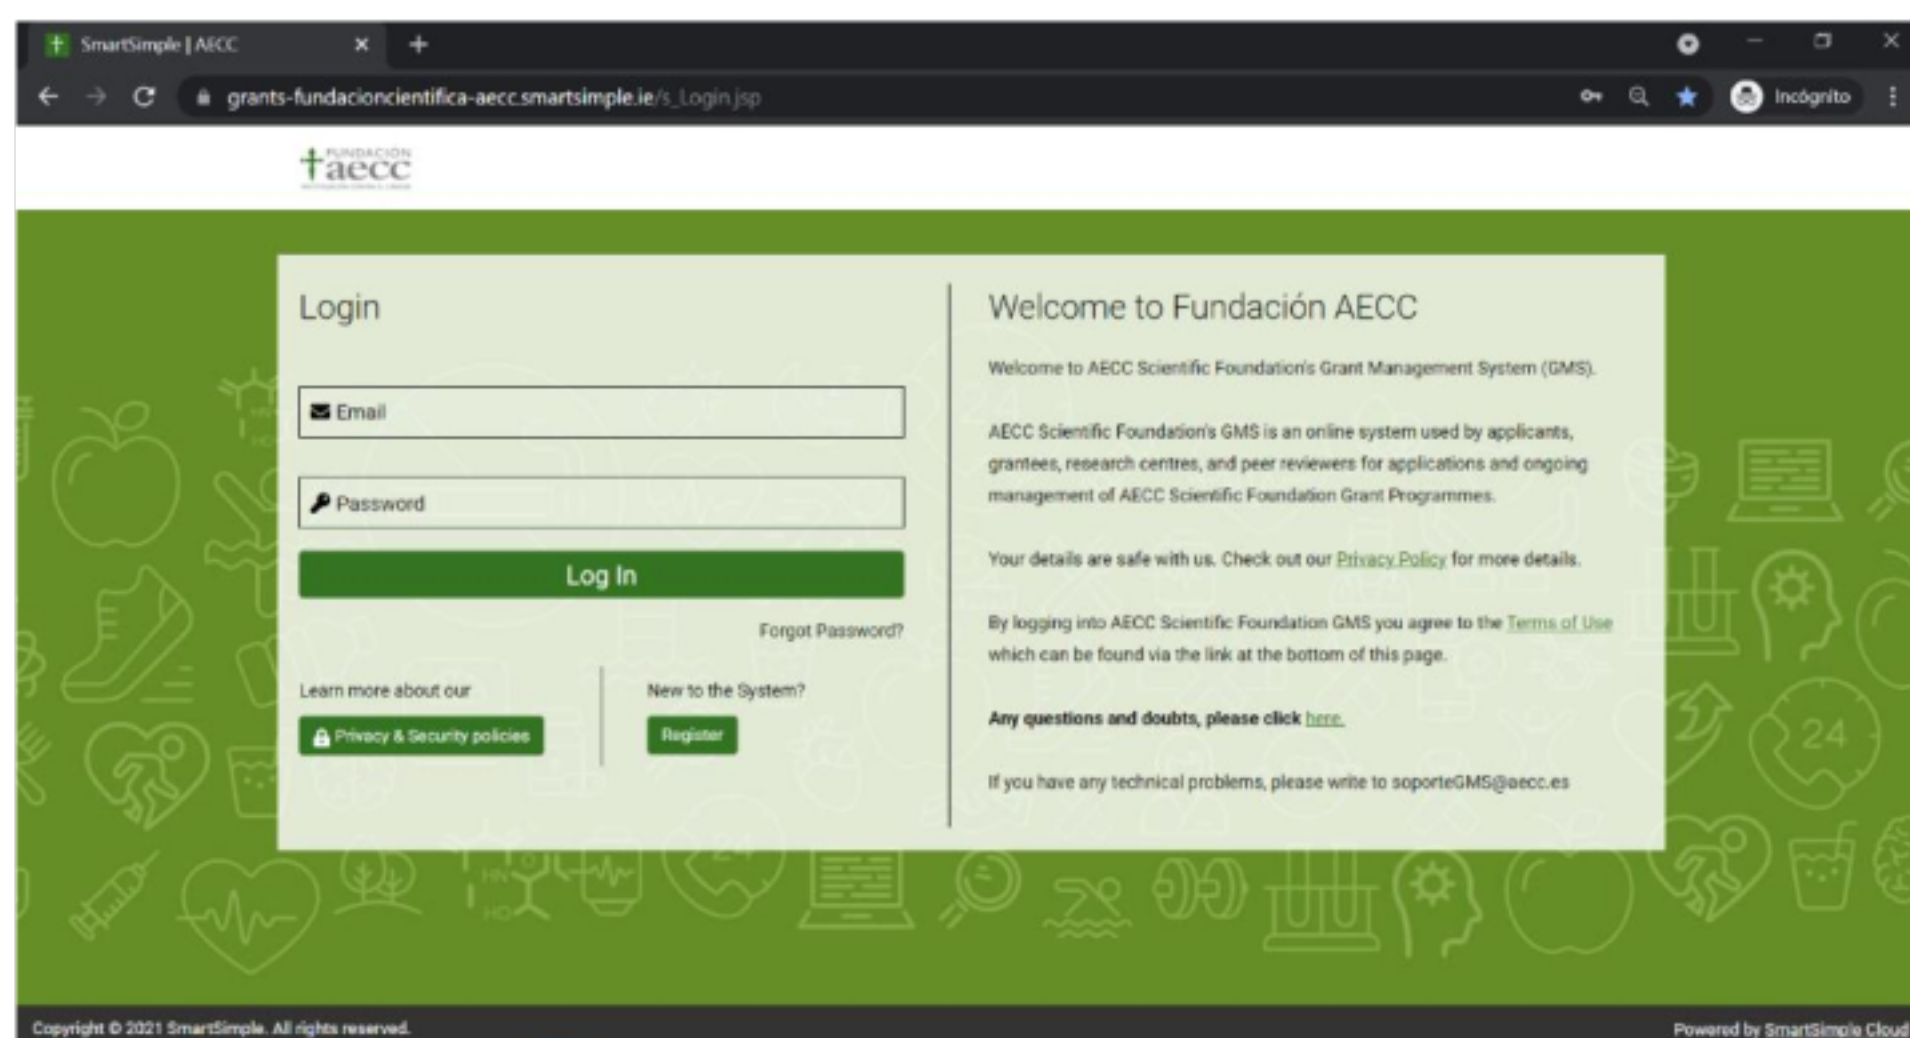 SmartSimple | AECC
grants-fundacioncientifica-aecc.smartsimple.ie/s_Login.jsp
Incógnito
FUNDACIÓN
aecc
Login
Email
Password
Log In
Forgot Password?
Learn more about our
Privacy & Security policies
New to the System?
Register
Welcome to Fundación AECC
Welcome to AECC Scientific Foundation's Grant Management System (GMS).
AECC Scientific Foundation's GMS is an online system used by applicants,
grantees, research centres, and peer reviewers for applications and ongoing
management of AECC Scientific Foundation Grant Programmes.
Your details are safe with us. Check out our Privacy Policy for more details.
By logging into AECC Scientific Foundation GMS you agree to the Terms of Use
which can be found via the link at the bottom of this page.
Any questions and doubts, please click here.
If you have any technical problems, please write to soporteGMS@aecc.es
24
24
HN
HO
Copyright © 2021 SmartSimple. All rights reserved.
Powered by SmartSimple Cloud